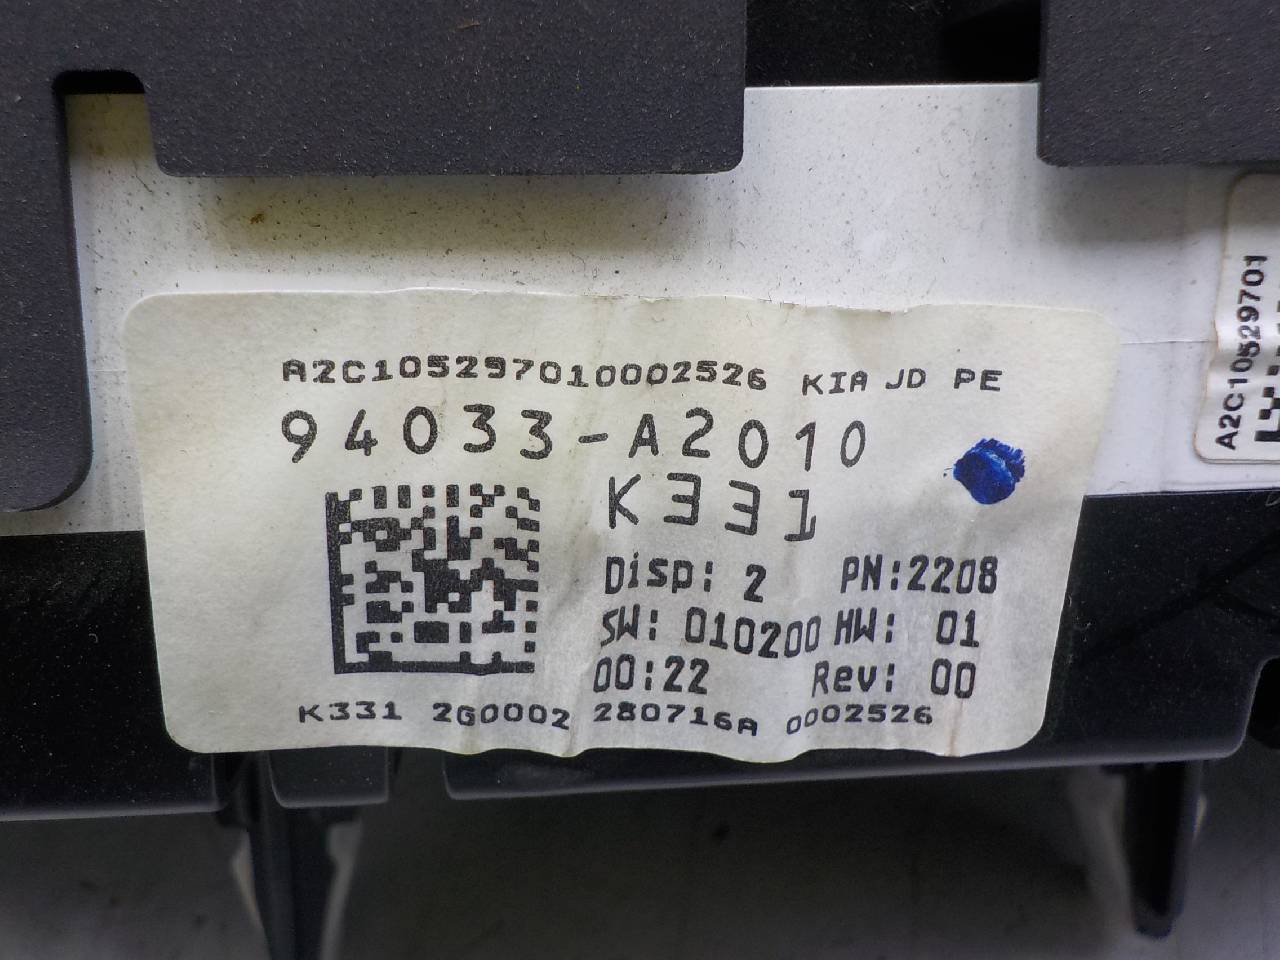 A2C105297010002526 KIA JD PE
94033-A2010
K331
Disp: 2 PN:2208
SW: 010200 HW: 01
00:22 Rev: 00
K331 2G0002 280716A 0002526
A2C10529701